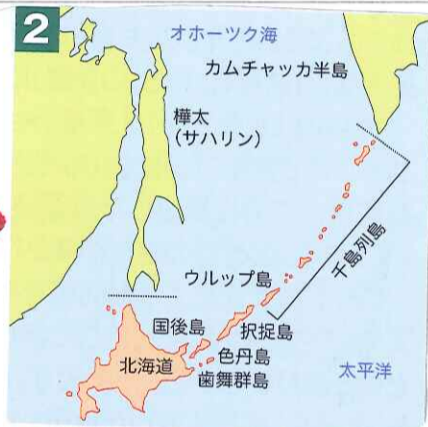 2
オホーツク海
カムチャッカ半島
樺太
(サハリン)
千島列島
ウルップ島
国後島
択捉島
北海道
色丹島
歯舞群島
太平洋